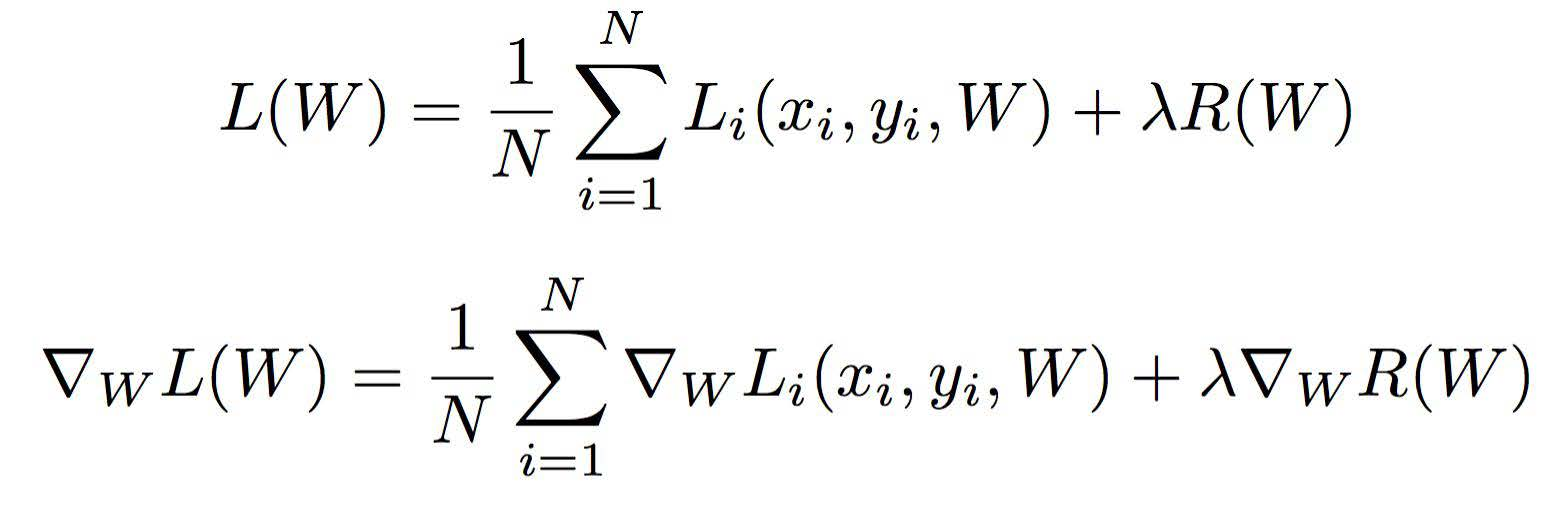 L(W) = \frac{1}{N} \sum_{i=1}^{N} L_i(x_i, y_i, W) + \lambda R(W)
\nabla_W L(W) = \frac{1}{N} \sum_{i=1}^{N} \nabla_W L_i(x_i, y_i, W) + \lambda \nabla_W R(W)